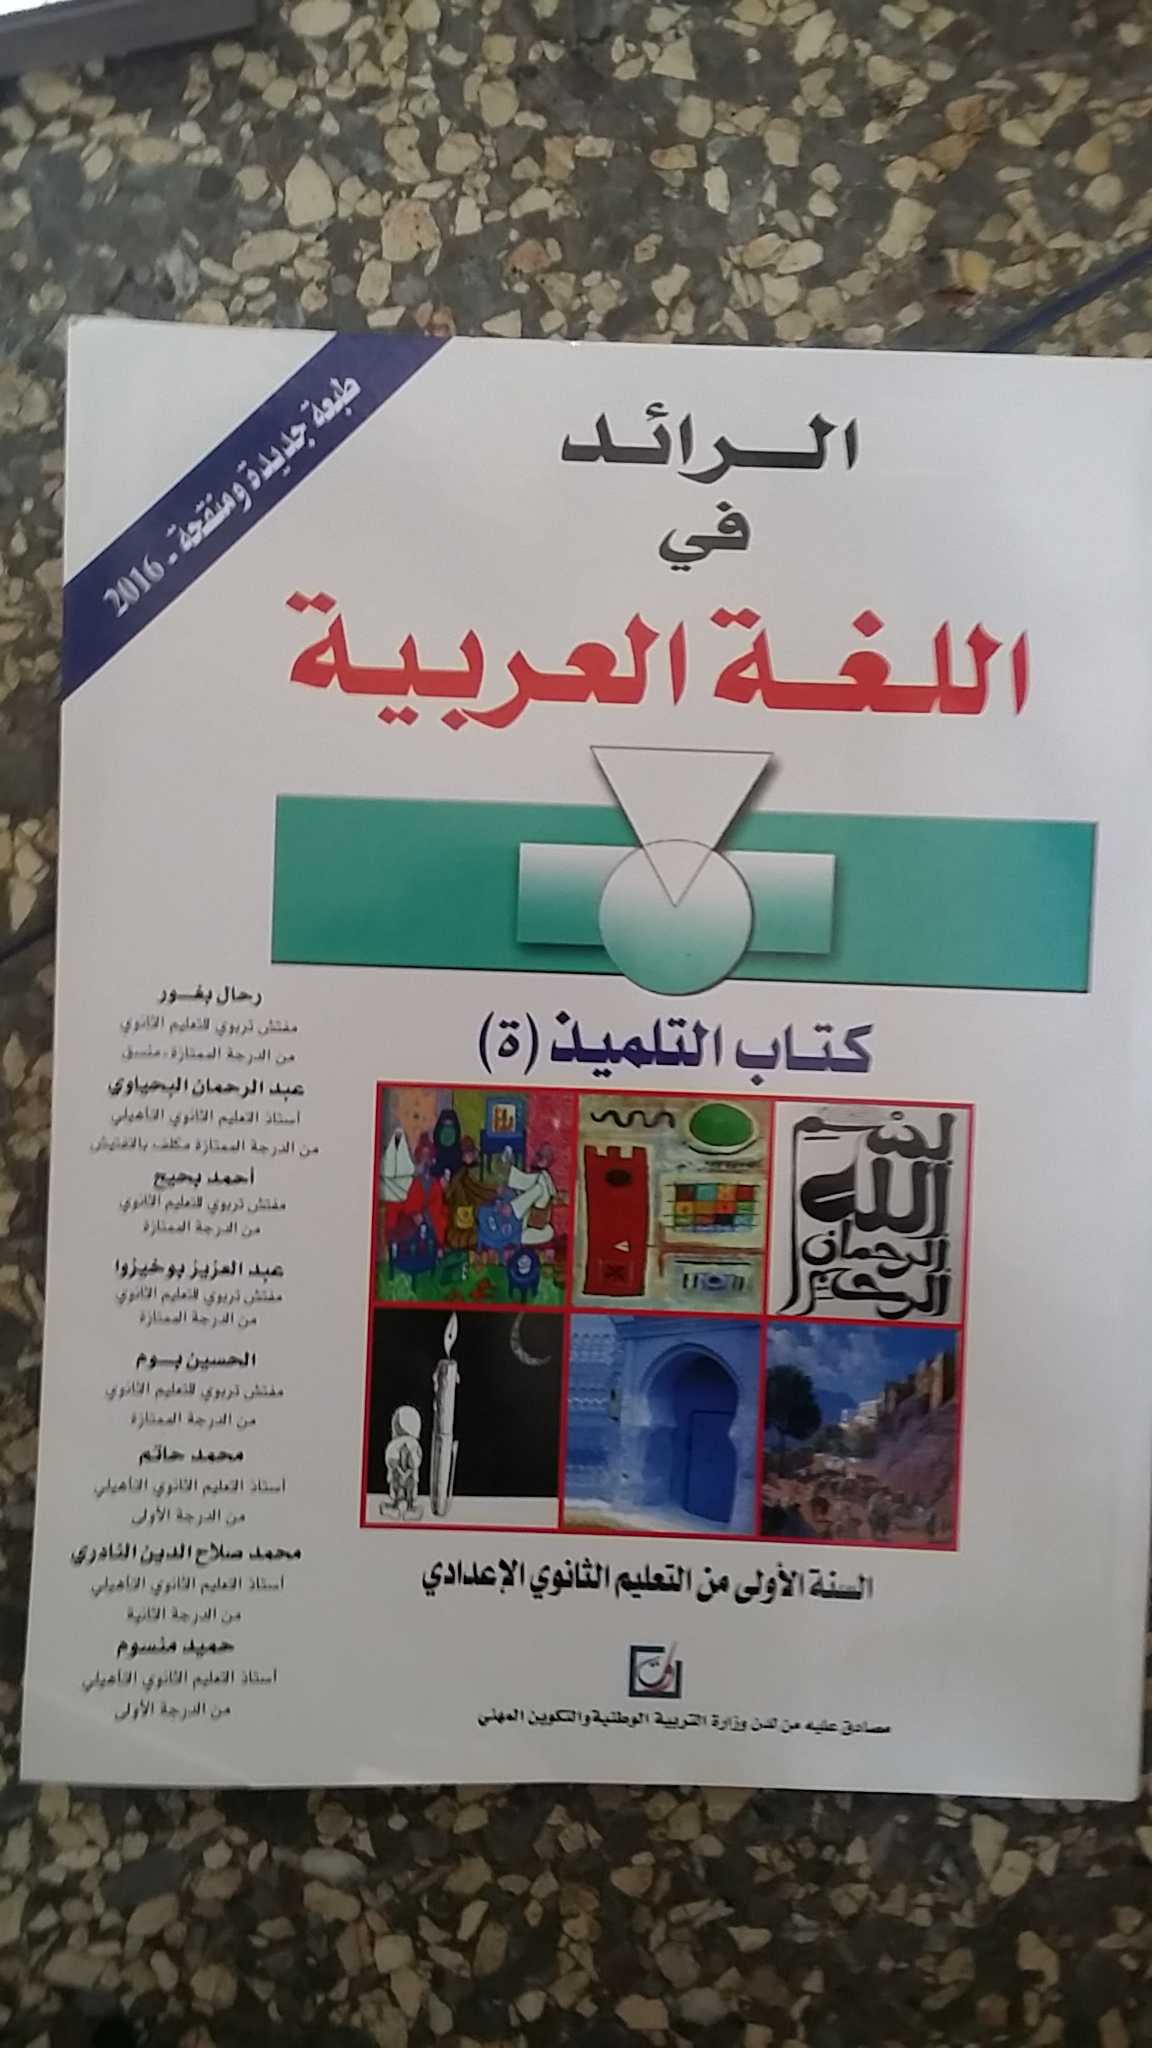 طبعة جديدة ومنقحة - 2016
الرائد
في
اللغة العربية
كتاب التلميذ (ة)
رحال بغور
مفتش تربوي للتعليم الثانوي
من الدرجة الممتازة - منسق
عبد الرحمان اليحياوي
أستاذ التعليم الثانوي التأهيلي
من الدرجة الممتازة مكلف بالتفتيش
أحمد بحيح
مفتش تربوي للتعليم الثانوي
من الدرجة الممتازة
عبد العزيز بوخيزوا
مفتش تربوي للتعليم الثانوي
من الدرجة الممتازة
الحسين بوم
مفتش تربوي للتعليم الثانوي
من الدرجة الممتازة
محمد حاتم
أستاذ التعليم الثانوي التأهيلي
من الدرجة الأولى
محمد صلاح الدين النادري
أستاذ التعليم الثانوي التأهيلي
من الدرجة الثانية
حميد منسوم
أستاذ التعليم الثانوي التأهيلي
من الدرجة الأولى
بسم
الله
الرحمان
الرحيم
السنة الأولى من التعليم الثانوي الإعدادي
مصادق عليه من لدن وزارة التربية الوطنية والتكوين المهني